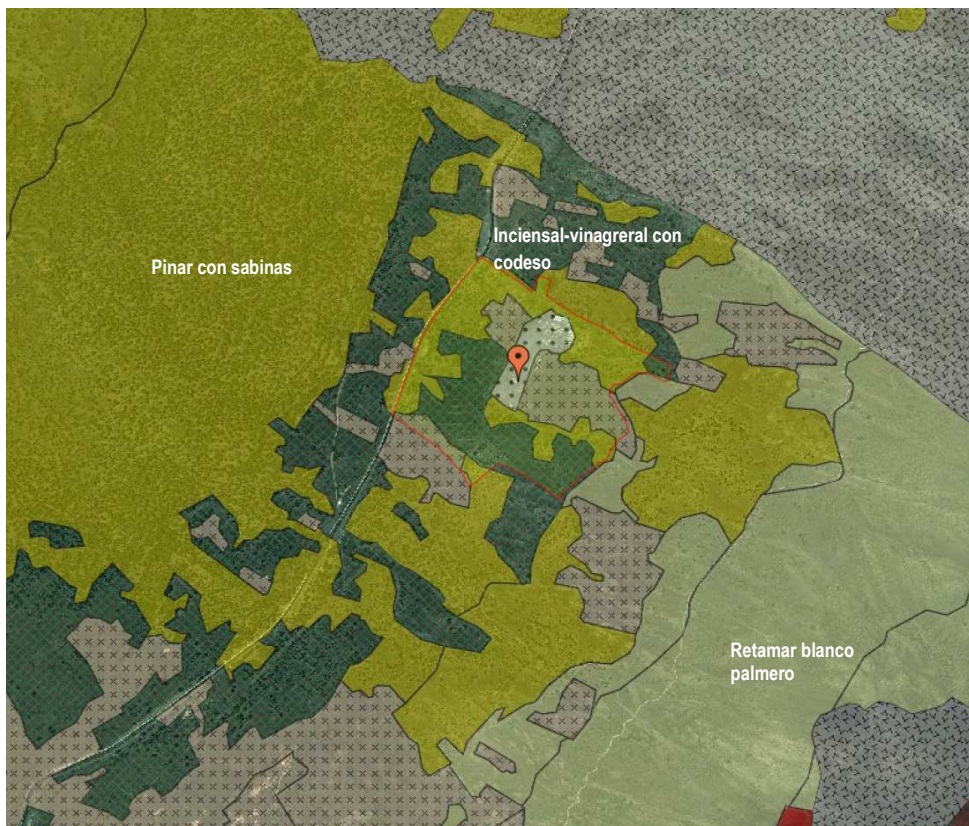 Inciensal-vinagreral con
codeso
Pinar con sabinas
Retamar blanco
palmero